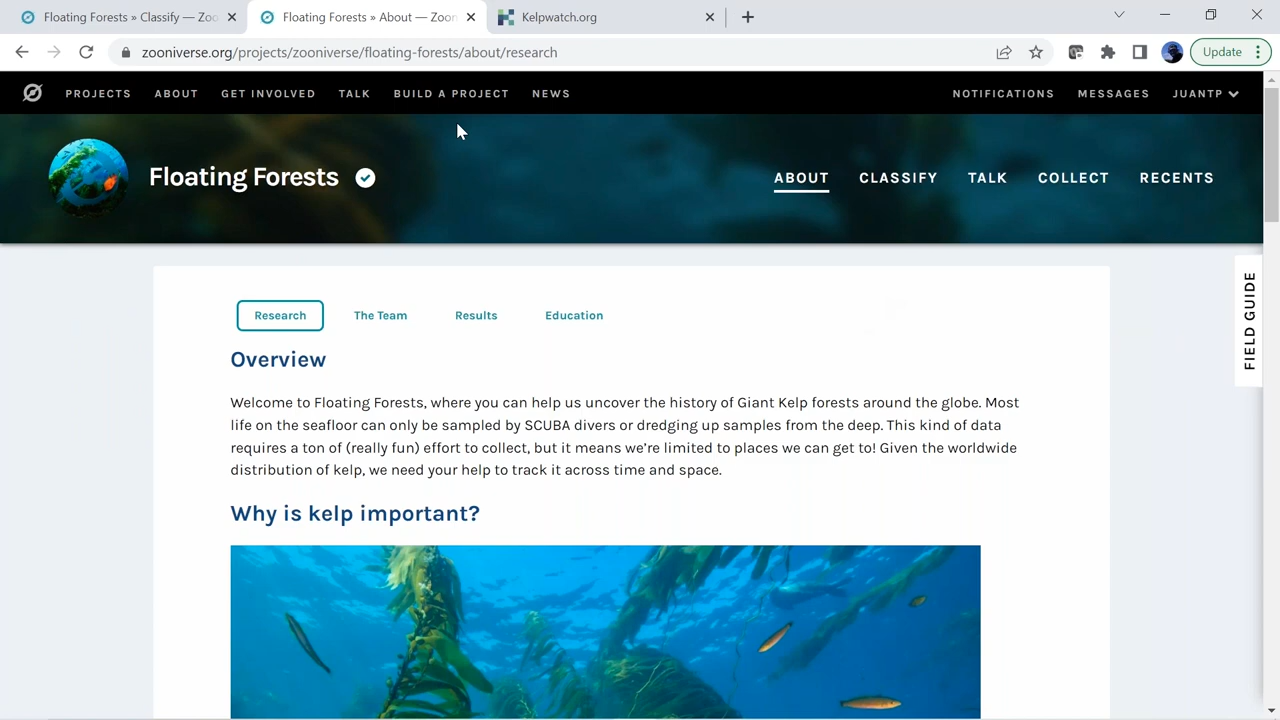 Floating Forests » Classify — Zoo
Floating Forests » About — Zoon
Kelpwatch.org
zooniverse.org/projects/zooniverse/floating-forests/about/research
Update
PROJECTS ABOUT GET INVOLVED TALK BUILD A PROJECT NEWS NOTIFICATIONS MESSAGES JUANTP
Floating Forests
ABOUT CLASSIFY TALK COLLECT RECENTS
FIELD GUIDE
Research The Team Results Education
Overview
Welcome to Floating Forests, where you can help us uncover the history of Giant Kelp forests around the globe. Most
life on the seafloor can only be sampled by SCUBA divers or dredging up samples from the deep. This kind of data
requires a ton of (really fun) effort to collect, but it means we’re limited to places we can get to! Given the worldwide
distribution of kelp, we need your help to track it across time and space.
Why is kelp important?